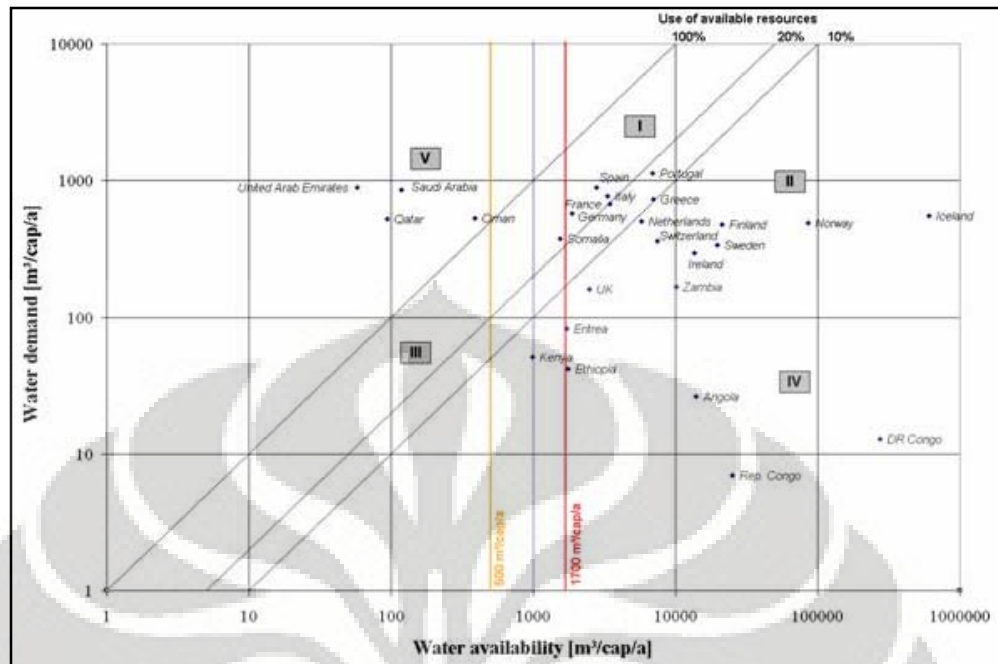 Use of available resources
100% 20% 10%
10000
I
V
Spain Portugal
1000
United Arab Emirates Saudi Arabia Italy II
France Greece
Qatar Oman Germany Netherlands Finland Norway Iceland
Somalia Switzerland
Sweden
Ireland
UK Zambia
100
Eritrea
III Kenya
Ethiopia
IV
Angola
10
DR Congo
Rep. Congo
500 m³/cap/a
1700 m³/cap/a
1
1 10 100 1000 10000 100000 1000000
Water demand [m³/cap/a]
Water availability [m³/cap/a]